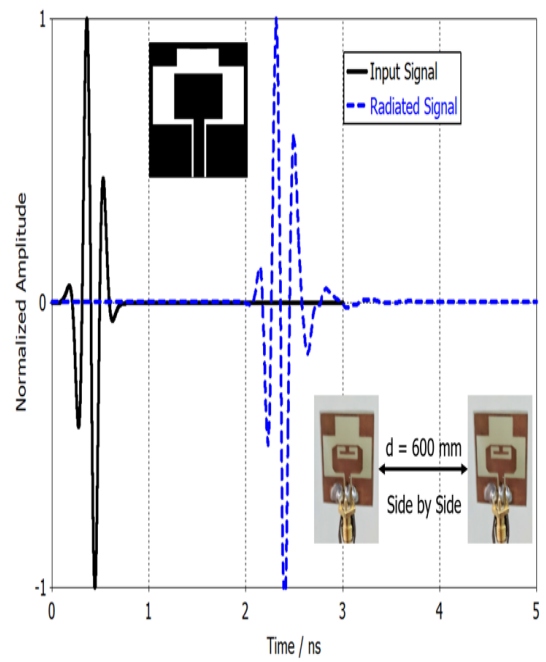 1
Input Signal
Radiated Signal
Normalized Amplitude
0
d = 600 mm
Side by Side
-1
0 1 2 3 4 5
Time / ns